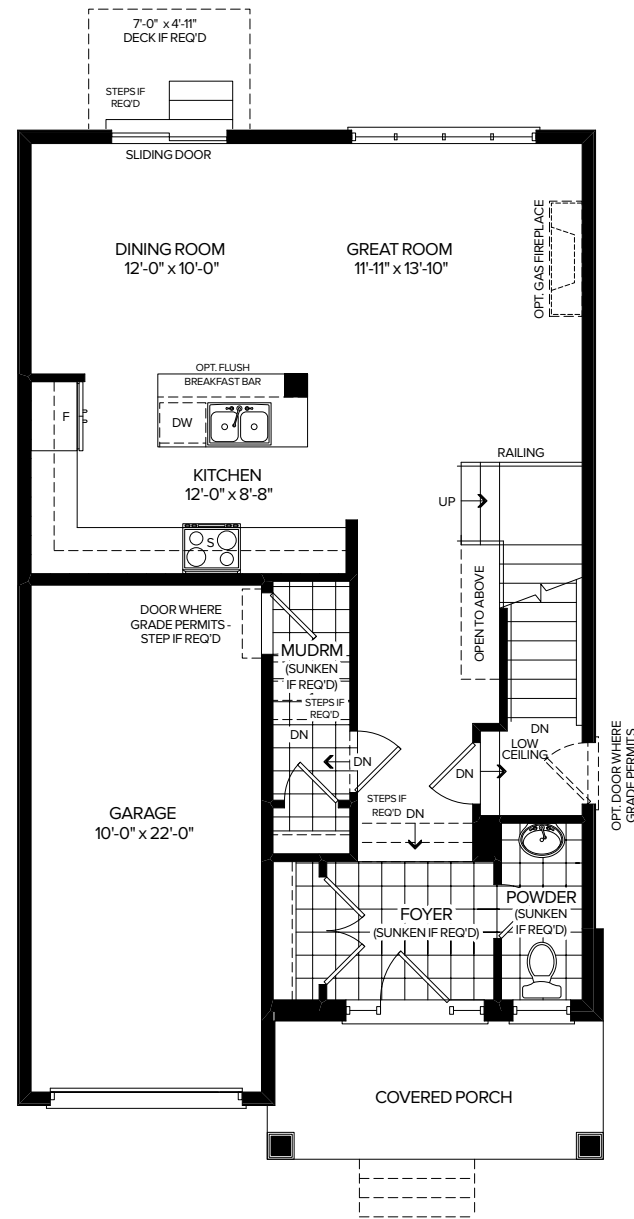 7'-0" x 4'-11"
DECK IF REQ'D
STEPS IF
REQ'D
SLIDING DOOR
DINING ROOM
12'-0" x 10'-0"
GREAT ROOM
11'-11" x 13'-10"
OPT. GAS FIREPLACE
OPT. FLUSH
BREAKFAST BAR
F
DW
KITCHEN
12'-0" x 8'-8"
S
RAILING
UP
OPEN TO ABOVE
DOOR WHERE
GRADE PERMITS -
STEP IF REQ'D
MUDRM
(SUNKEN
IF REQ'D)
STEPS IF
REQ'D
DN
DN
DN
DN
LOW
CEILING
OPT. DOOR WHERE
GRADE PERMITS
GARAGE
10'-0" x 22'-0"
STEPS IF
REQ'D DN
FOYER
(SUNKEN IF REQ'D)
POWDER
(SUNKEN
IF REQ'D)
COVERED PORCH